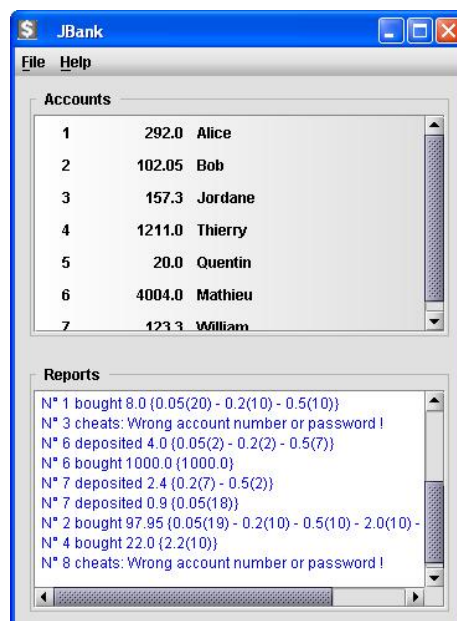 JBank
File Help
Accounts
1 292.0 Alice
2 102.05 Bob
3 157.3 Jordane
4 1211.0 Thierry
5 20.0 Quentin
6 4004.0 Mathieu
7 123.3 William
Reports
N° 1 bought 8.0 {0.05(20) - 0.2(10) - 0.5(10)}
N° 3 cheats: Wrong account number or password !
N° 6 deposited 4.0 {0.05(2) - 0.2(2) - 0.5(7)}
N° 6 bought 1000.0 {1000.0}
N° 7 deposited 2.4 {0.2(7) - 0.5(2)}
N° 7 deposited 0.9 {0.05(18)}
N° 2 bought 97.95 {0.05(19) - 0.2(10) - 0.5(10) - 2.0(10) -
N° 4 bought 22.0 {2.2(10)}
N° 8 cheats: Wrong account number or password !